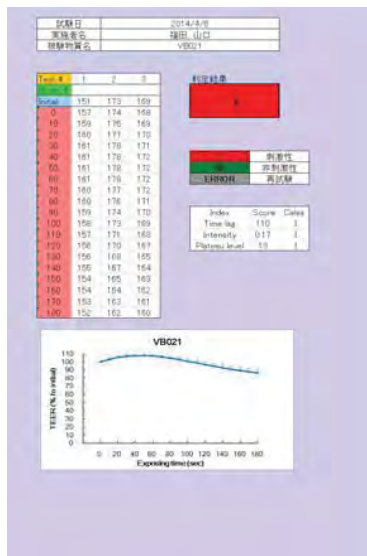 試験日 2014/4/8
実施者名 福田, 山口
被験物質名 VB021
Test # 1 2 3
Initial 151 173 169
0 157 174 168
10 159 176 169
20 160 171 170
30 161 178 171
40 161 178 172
50 161 178 172
60 161 178 172
70 160 177 172
80 160 176 171
90 159 174 170
100 158 173 169
110 157 171 168
120 156 170 167
130 156 168 165
140 155 167 164
150 154 165 163
160 154 164 162
170 153 163 161
180 152 162 160
判定結果
刺激性
非刺激性
ERROR 再試験
Index Score Cates
Time lag 110 I
Intensity 0.17 I
Plateau level 13 I
VB021
TEER (% to initial)
110
100
90
80
70
60
50
40
30
20
10
0
0 20 40 60 80 100 120 140 160 180
Exposing time (sec)